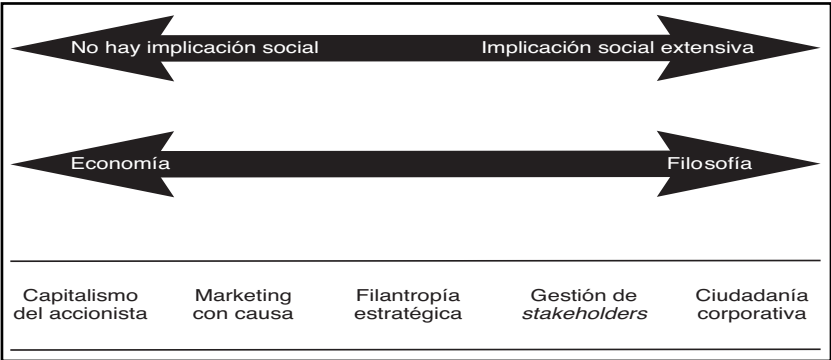 No hay implicación social
Implicación social extensiva
Economía
Filosofía
Capitalismo
del accionista
Marketing
con causa
Filantropía
estratégica
Gestión de
stakeholders
Ciudadanía
corporativa